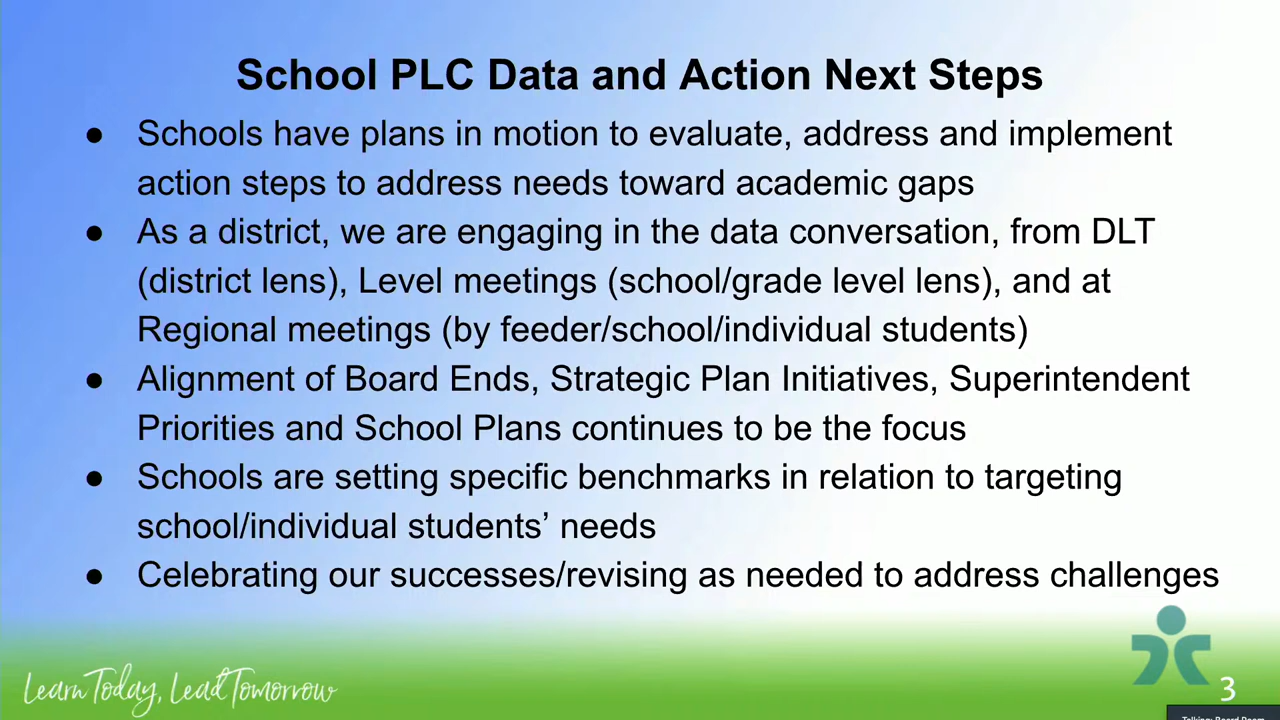 School PLC Data and Action Next Steps
● Schools have plans in motion to evaluate, address and implement
action steps to address needs toward academic gaps
● As a district, we are engaging in the data conversation, from DLT
(district lens), Level meetings (school/grade level lens), and at
Regional meetings (by feeder/school/individual students)
● Alignment of Board Ends, Strategic Plan Initiatives, Superintendent
Priorities and School Plans continues to be the focus
● Schools are setting specific benchmarks in relation to targeting
school/individual students’ needs
● Celebrating our successes/revising as needed to address challenges
Learn Today, Lead Tomorrow
3